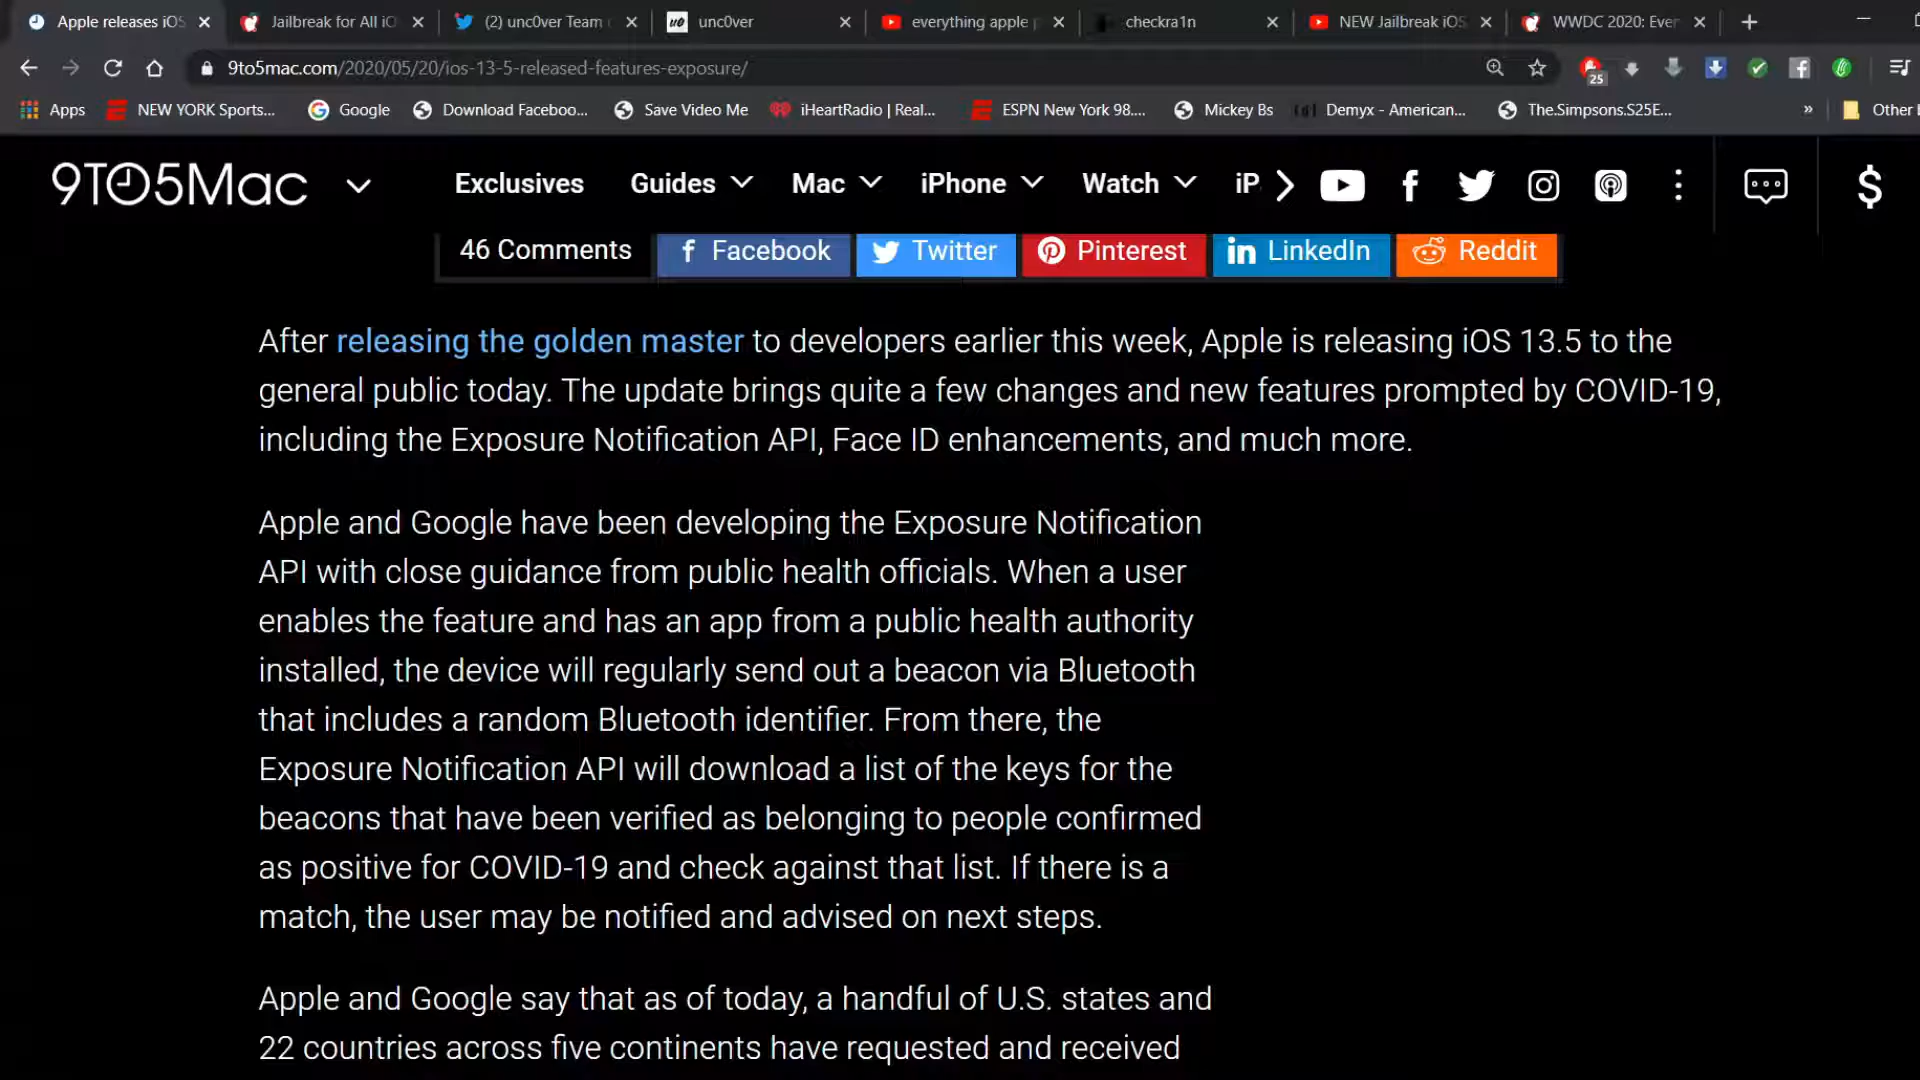 Apple releases iOS
Jailbreak for All iO
(2) unc0ver Team
unc0ver
everything apple p
checkra1n
NEW Jailbreak iOS
WWDC 2020: Ever
9to5mac.com/2020/05/20/ios-13-5-released-features-exposure/
25
Apps
NEW YORK Sports...
Google
Download Faceboo...
Save Video Me
iHeartRadio | Real...
ESPN New York 98....
Mickey Bs
Demyx - American...
The.Simpsons.S25E...
»
Other
9TO5Mac
Exclusives
Guides
Mac
iPhone
Watch
iP
46 Comments
Facebook
Twitter
Pinterest
LinkedIn
Reddit
After releasing the golden master to developers earlier this week, Apple is releasing iOS 13.5 to the
general public today. The update brings quite a few changes and new features prompted by COVID-19,
including the Exposure Notification API, Face ID enhancements, and much more.
Apple and Google have been developing the Exposure Notification
API with close guidance from public health officials. When a user
enables the feature and has an app from a public health authority
installed, the device will regularly send out a beacon via Bluetooth
that includes a random Bluetooth identifier. From there, the
Exposure Notification API will download a list of the keys for the
beacons that have been verified as belonging to people confirmed
as positive for COVID-19 and check against that list. If there is a
match, the user may be notified and advised on next steps.
Apple and Google say that as of today, a handful of U.S. states and
22 countries across five continents have requested and received